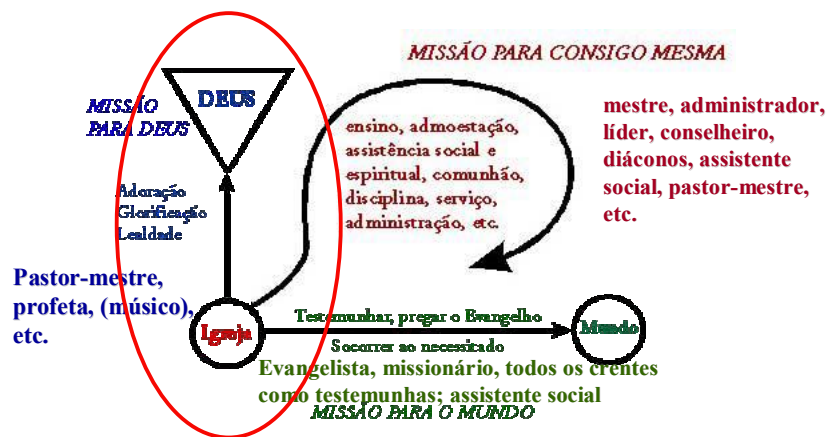 MISSÃO PARA CONSIGO MESMA
DEUS
MISSÃO
PARA DEUS
ensino, admoestação,
assistência social e
espiritual, comunhão,
disciplina, serviço,
administração, etc.
mestre, administrador,
líder, conselheiro,
diáconos, assistente
social, pastor-mestre,
etc.
Adoração
Glorificação
Lealdade
Pastor-mestre,
profeta, (músico),
etc.
Igreja
Testemunhar, pregar o Evangelho
Mundo
Socorrer ao necessitado
Evangelista, missionário, todos os crentes
como testemunhas; assistente social
MISSÃO PARA O MUNDO